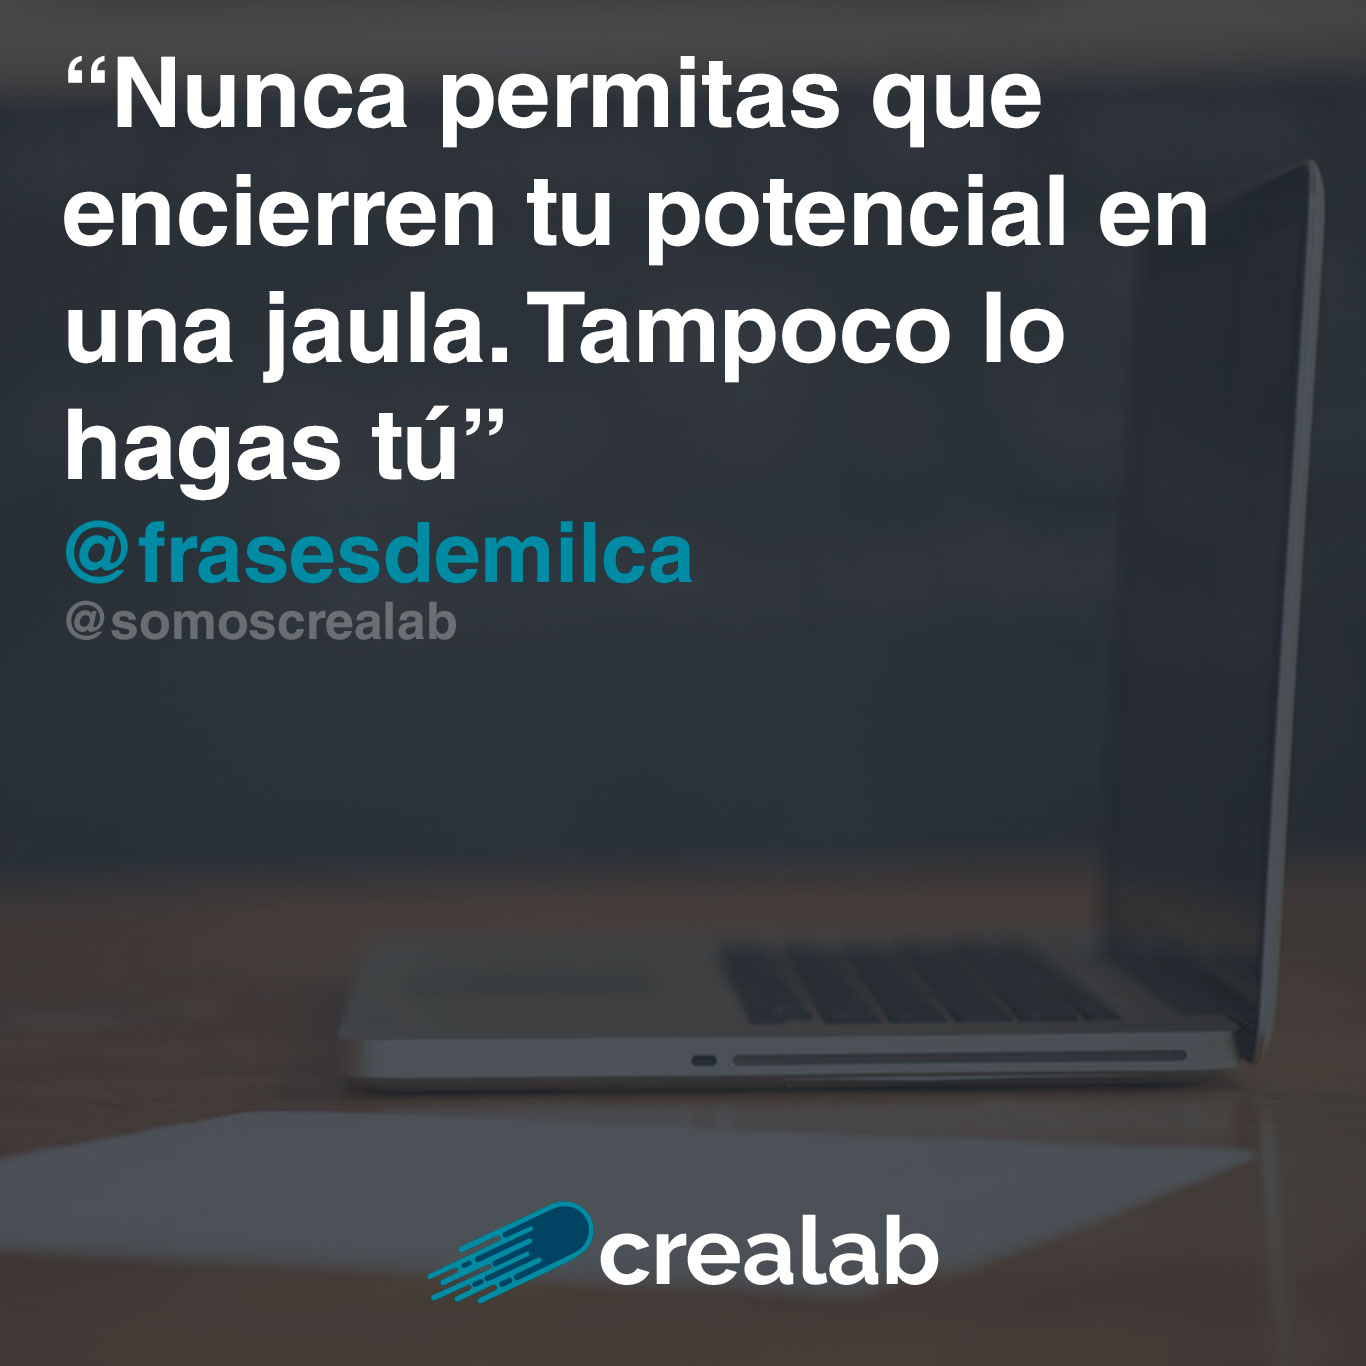 “Nunca permitas que
encierren tu potencial en
una jaula. Tampoco lo
hagas tú”
@frasesdemilca
@somoscrealab
crealab